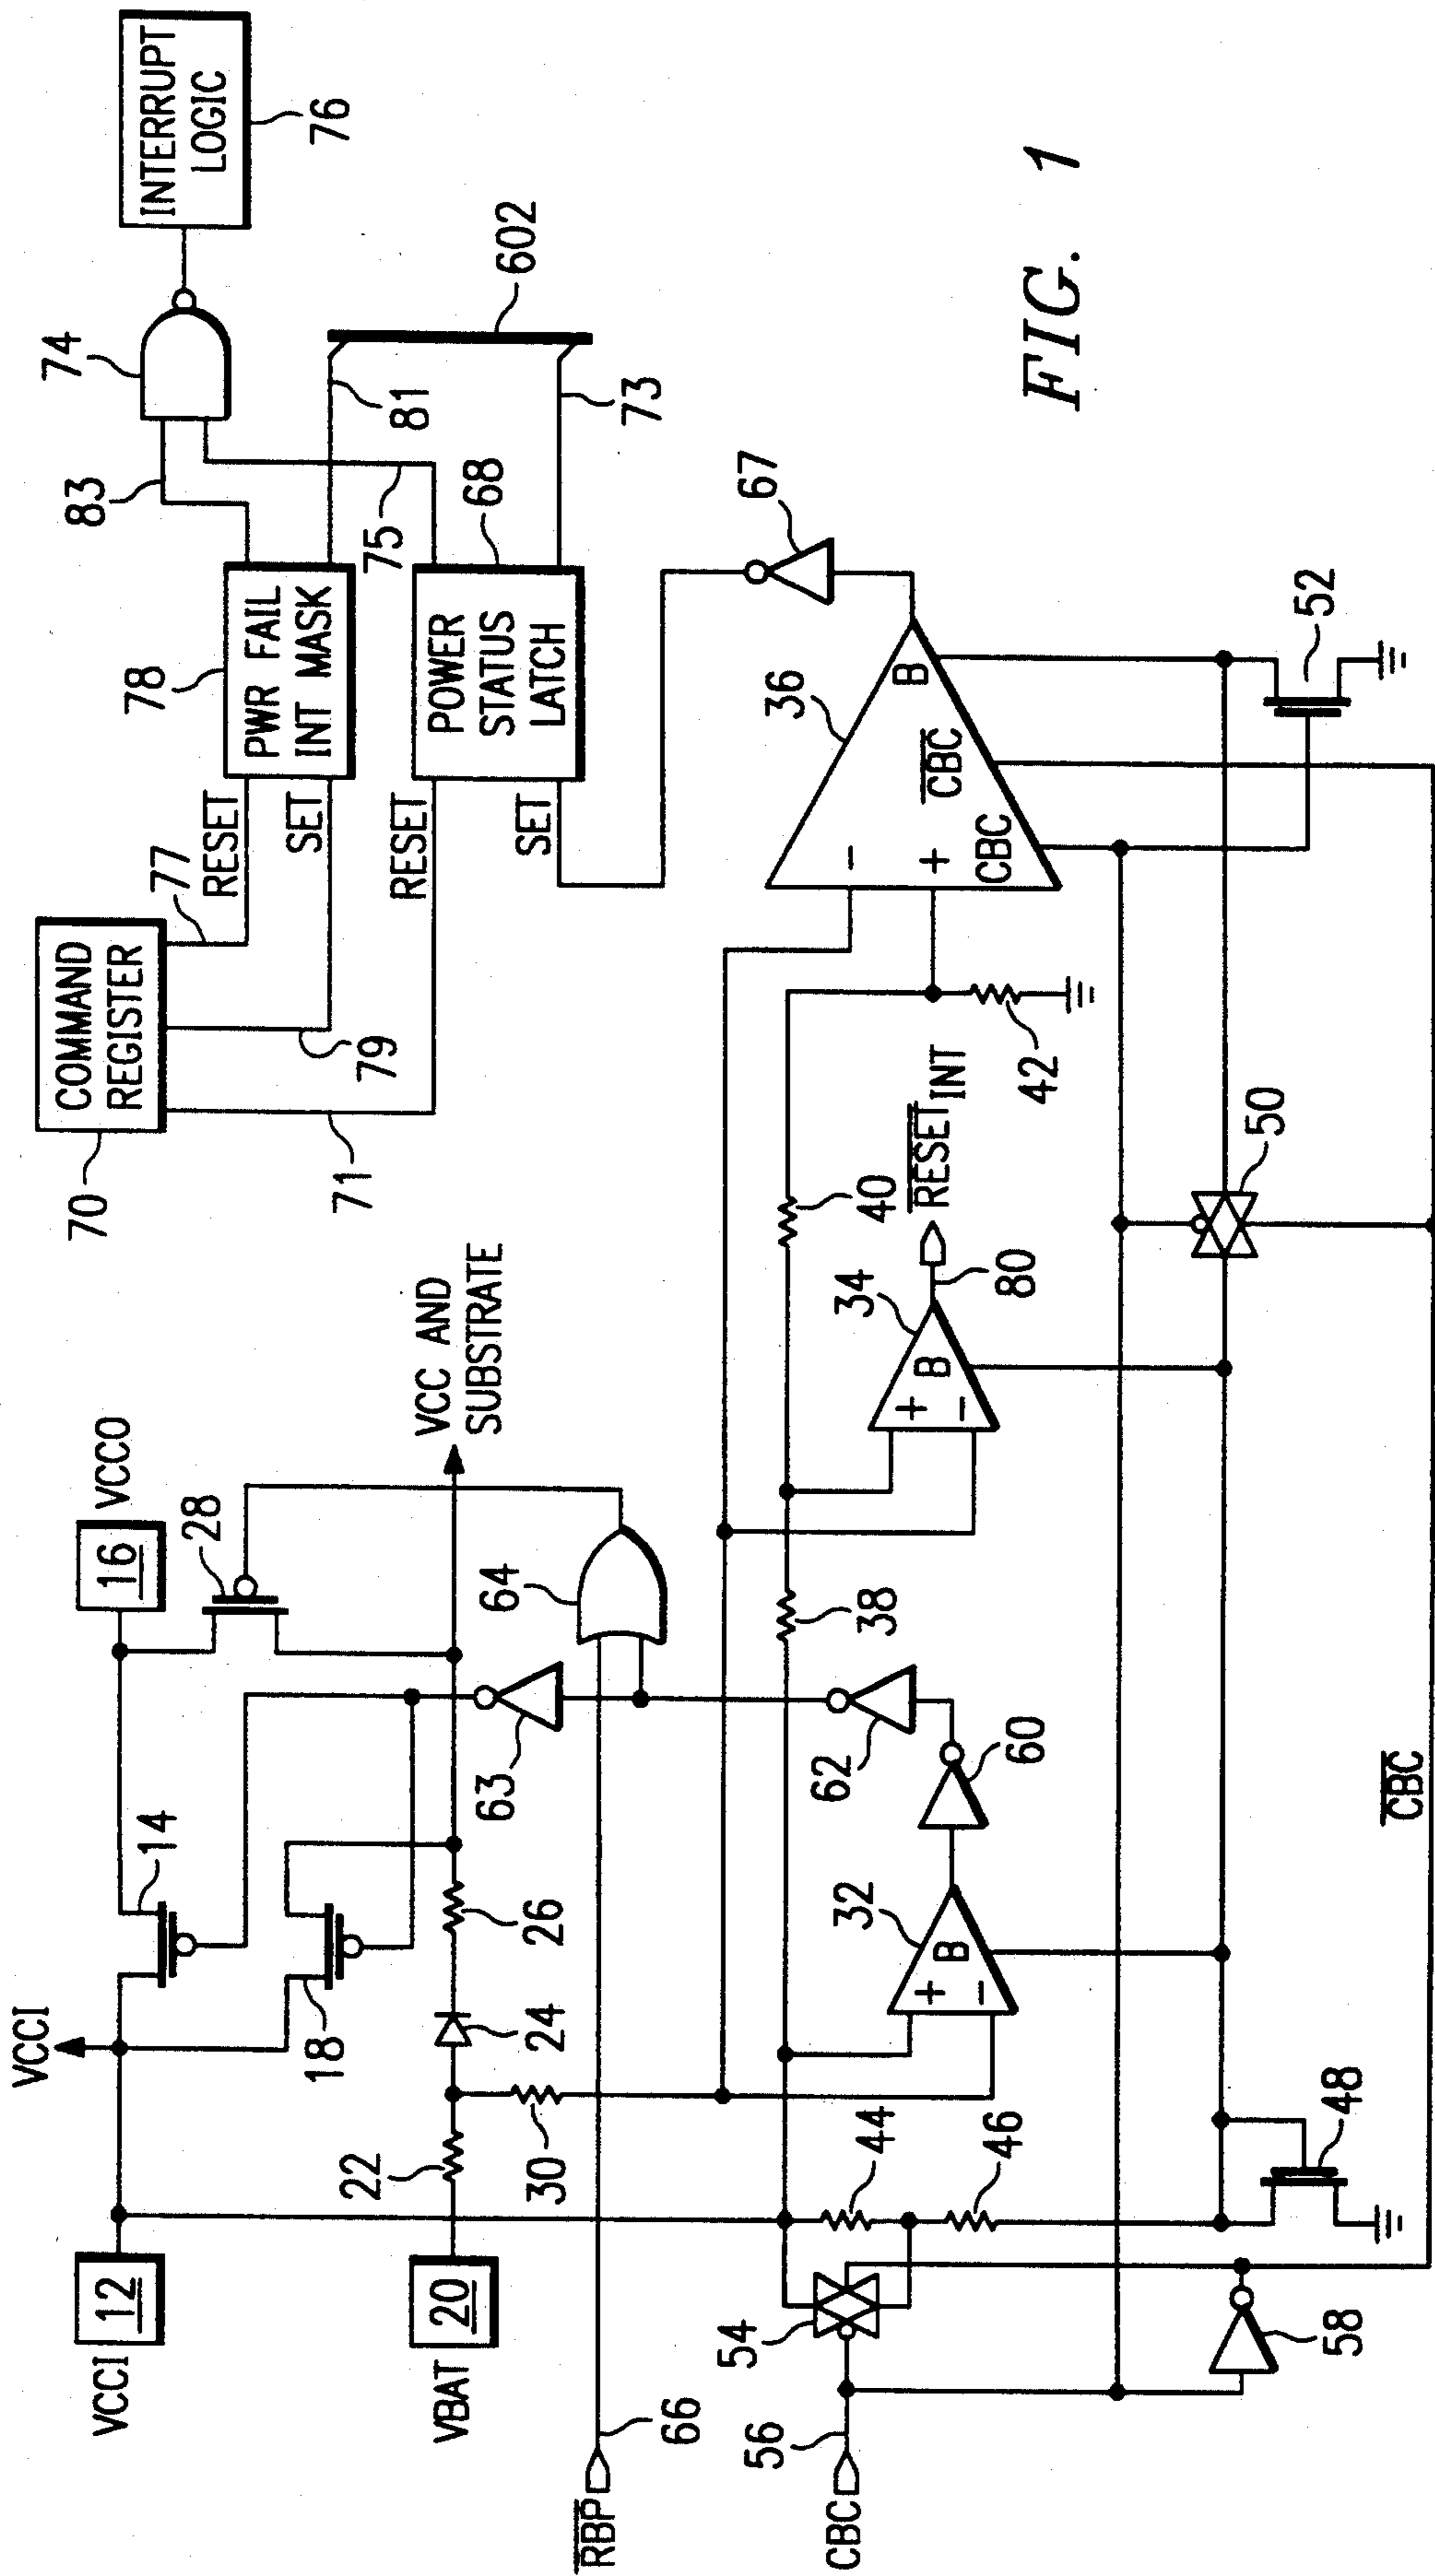 VCCI
VCCI
12
14
VCCO
16
28
18
VBAT
20
22
24
26
30
VCC AND
SUBSTRATE
63
64
RBP
66
COMMAND
REGISTER
70
77
79
71
RESET
SET
RESET
SET
78
PWR FAIL
INT MASK
POWER
STATUS
LATCH
68
75
83
74
81
73
602
INTERRUPT
LOGIC
76
67
62
60
38
40
42
44
46
32
+
B
−
34
+
B
−
80
RESET INT
36
−
+
B
CBC
CBC
52
50
48
54
56
CBC
58
CBC
FIG. 1